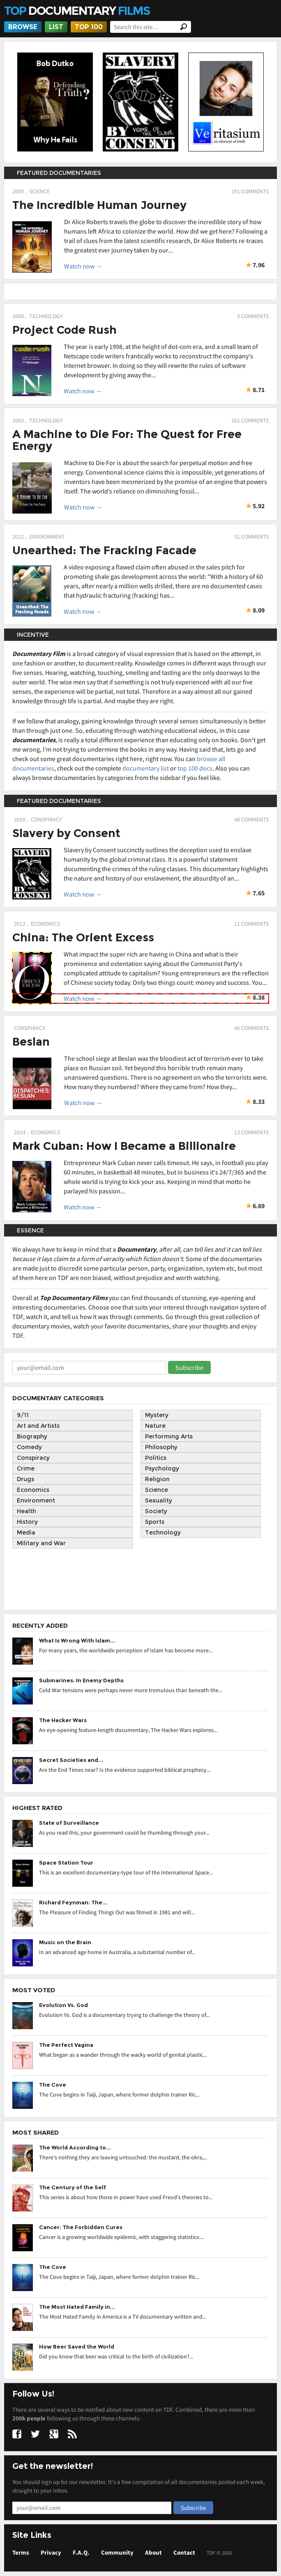 TOP DOCUMENTARY FILMS
BROWSE LIST TOP 100 Search this site…
Bob Dutko
Defending Truth?
Why He Fails
SLAVERY
BY CONSENT
Veritasium
an element of truth
FEATURED DOCUMENTARIES
2009 , SCIENCE 191 COMMENTS
The Incredible Human Journey
Dr Alice Roberts travels the globe to discover the incredible story of how
humans left Africa to colonize the world. How did we get here? Following a
trail of clues from the latest scientific research, Dr Alice Roberts re-traces
the greatest ever journey taken by our...
Watch now → 7.96
2000 , TECHNOLOGY 5 COMMENTS
Project Code Rush
The year is early 1998, at the height of dot-com era, and a small team of
Netscape code writers frantically works to reconstruct the company's
Internet browser. In doing so they will rewrite the rules of software
development by giving away the...
Watch now → 8.71
2003 , TECHNOLOGY 162 COMMENTS
A Machine to Die For: The Quest for Free
Energy
Machine to Die For is about the search for perpetual motion and free
energy. Conventional science claims this is impossible, yet generations of
inventors have been mesmerized by the promise of an engine that powers
itself. The world's reliance on diminishing fossil...
Watch now → 5.92
2012 , ENVIRONMENT 51 COMMENTS
Unearthed: The Fracking Facade
A video exposing a flawed claim often abused in the sales pitch for
promoting shale gas development across the world: "With a history of 60
years, after nearly a million wells drilled, there are no documented cases
that hydraulic fracturing (fracking) has...
Watch now → 8.09
INCENTIVE
Documentary Film is a broad category of visual expression that is based on the attempt, in
one fashion or another, to document reality. Knowledge comes in different ways through our
five senses. Hearing, watching, touching, smelling and tasting are the only doorways to the
outer world. The wise men say that if something is not truly experienced with all our five
senses, the experience will be partial, not total. Therefore in a way almost all our gained
knowledge through life is partial. And maybe they are right.
If we follow that analogy, gaining knowledge through several senses simultaneously is better
than through just one. So, educating through watching educational videos, in this case
documentaries, is really a total different experience than educating only on books. Don't get
me wrong, I'm not trying to undermine the books in any way. Having said that, lets go and
check out some great documentaries right here, right now. You can browse all
documentaries, check out the complete documentary list or top 100 docs. Also you can
always browse documentaries by categories from the sidebar if you feel like.
FEATURED DOCUMENTARIES
2010 , CONSPIRACY 48 COMMENTS
Slavery by Consent
Slavery By Consent succinctly outlines the deception used to enslave
humanity by the global criminal class. It is a powerful statement
documenting the crimes of the ruling classes. This documentary highlights
the natural rights history of our enslavement, the absurdity of an...
Watch now → 7.65
2012 , ECONOMICS 11 COMMENTS
China: The Orient Excess
What impact the super rich are having in China and what is their
eminence and ostentation saying about the Communist Party's
complicated attitude to capitalism? Young entrepreneurs are the reflection
of Chinese society today. Only two things count: money and success. You...
Watch now → 8.38
CONSPIRACY 46 COMMENTS
Beslan
The school siege at Beslan was the bloodiest act of terrorism ever to take
place on Russian soil. Yet beyond this horrible truth remain many
unanswered questions. There is no agreement on who the terrorists were.
How many they numbered? Where they came from? How they...
Watch now → 8.33
2014 , ECONOMICS 13 COMMENTS
Mark Cuban: How I Became a Billionaire
Entrepreneur Mark Cuban never calls timeout. He says, in football you play
60 minutes, in basketball 48 minutes, but in business it's 24/7/365 and the
whole world is trying to kick your ass. Keeping in mind that motto he
parlayed his passion...
Watch now → 6.69
ESSENCE
We always have to keep in mind that a Documentary, after all, can tell lies and it can tell lies
because it lays claim to a form of veracity which fiction doesn't. Some of the documentaries
are made just to discredit some particular person, party, organization, system etc, but most
of them here on TDF are non biased, without prejudice and worth watching.
Overall at Top Documentary Films you can find thousands of stunning, eye-opening and
interesting documentaries. Choose one that suits your interest through navigation system of
TDF, watch it, and tell us how it was through comments. Go through this great collection of
documentary movies, watch your favorite documentaries, share your thoughts and enjoy
TDF.
your@email.com Subscribe
DOCUMENTARY CATEGORIES
9/11
Art and Artists
Biography
Comedy
Conspiracy
Crime
Drugs
Economics
Environment
Health
History
Media
Military and War
Mystery
Nature
Performing Arts
Philosophy
Politics
Psychology
Religion
Science
Sexuality
Society
Sports
Technology
RECENTLY ADDED
What Is Wrong With Islam...
For many years, the worldwide perception of Islam has become more...
Submarines: In Enemy Depths
Cold War tensions were perhaps never more tremulous than beneath the...
The Hacker Wars
An eye-opening feature-length documentary, The Hacker Wars explores...
Secret Societies and...
Are the End Times near? Is the evidence supported biblical prophecy...
HIGHEST RATED
State of Surveillance
As you read this, your government could be thumbing through your...
Space Station Tour
This is an excellent documentary-type tour of the International Space...
Richard Feynman: The...
The Pleasure of Finding Things Out was filmed in 1981 and will...
Music on the Brain
In an advanced age home in Australia, a substantial number of...
MOST VOTED
Evolution Vs. God
Evolution Vs. God is a documentary trying to challenge the theory of...
The Perfect Vagina
What began as a wander through the wacky world of genital plastic...
The Cove
The Cove begins in Taiji, Japan, where former dolphin trainer Ric...
MOST SHARED
The World According to...
There's nothing they are leaving untouched: the mustard, the okra,...
The Century of the Self
This series is about how those in power have used Freud's theories to...
Cancer: The Forbidden Cures
Cancer is a growing worldwide epidemic, with staggering statistics:...
The Cove
The Cove begins in Taiji, Japan, where former dolphin trainer Ric...
The Most Hated Family in...
The Most Hated Family in America is a TV documentary written and...
How Beer Saved the World
Did you know that beer was critical to the birth of civilization?...
Follow Us!
There are several ways to be notified about new content on TDF. Combined, there are more than
200k people following us through these channels:
Get the newsletter!
You should sign up for our newsletter. It's a free compilation of all documentaries posted each week,
straight to your inbox.
your@email.com Subscribe
Site Links
Terms Privacy F.A.Q. Community About Contact TDF © 2016